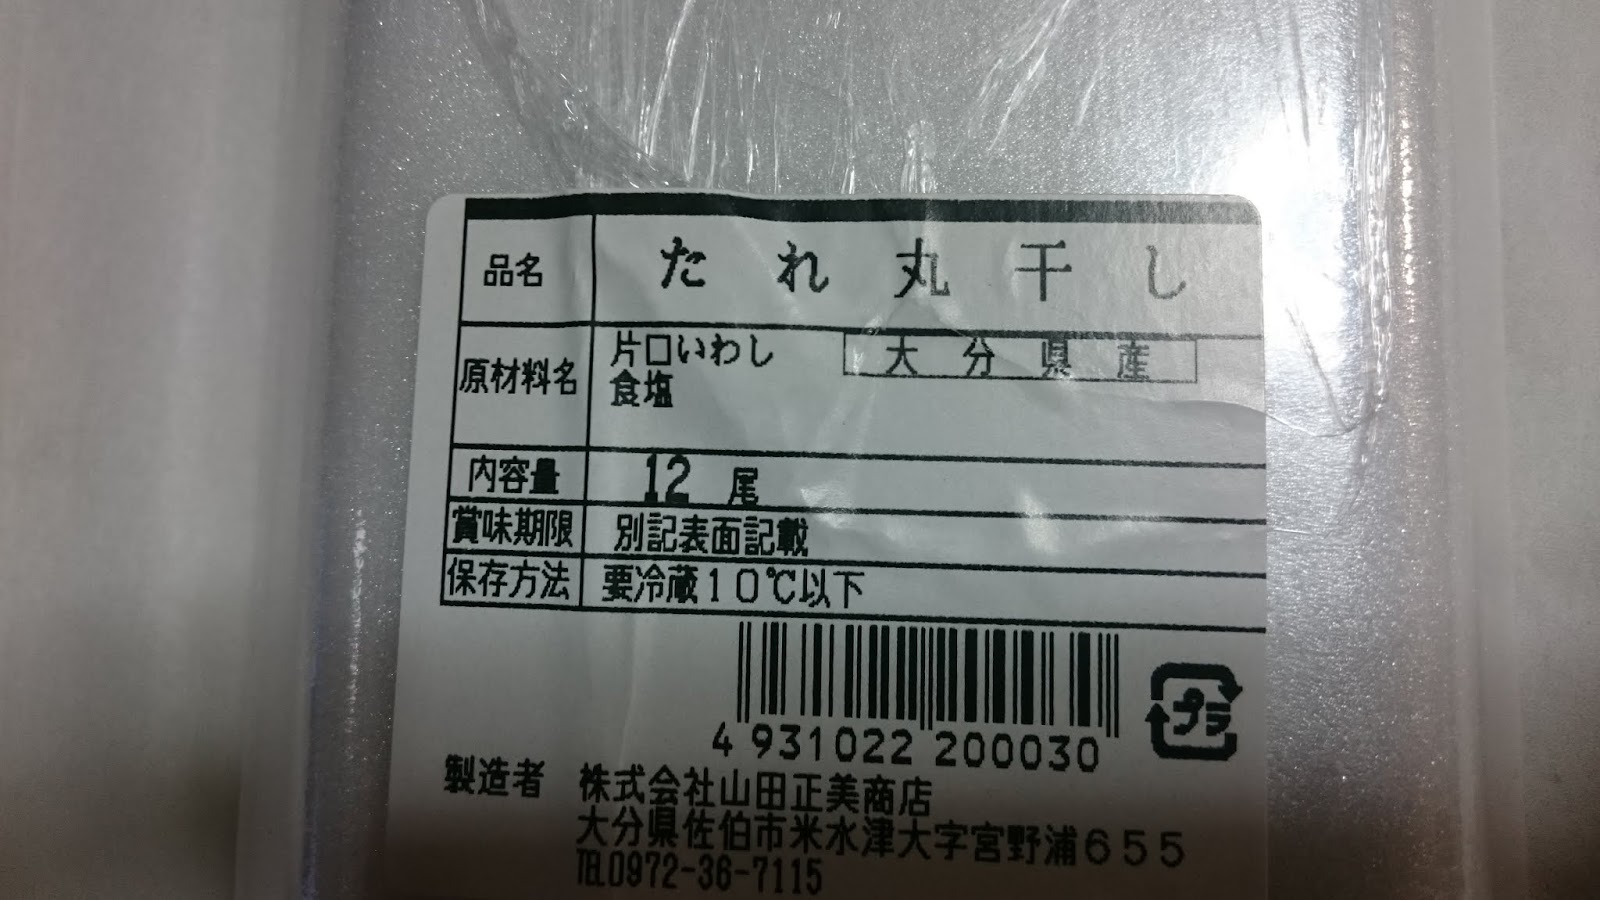 品名 たれ丸干し
原材料名 片口いわし 大分県産
食塩
内容量 12 尾
賞味期限 別記表面記載
保存方法 要冷蔵10℃以下
4 931022 200030
プラ
製造者 株式会社山田正美商店
大分県佐伯市米水津大字宮野浦655
℡0972-36-7115